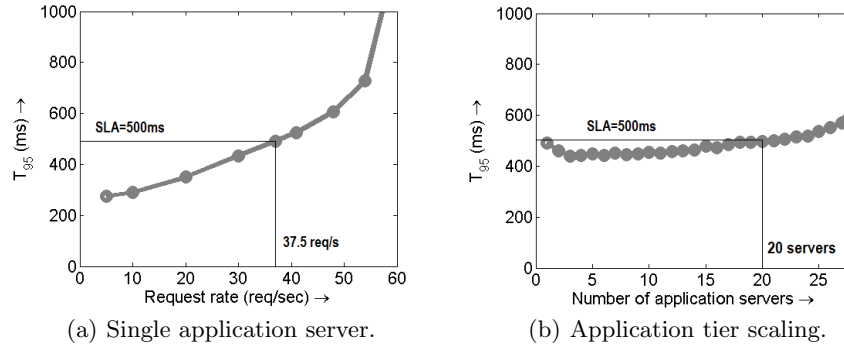 1000
800
600
400
200
0
T95 (ms) →
SLA=500ms
37.5 req/s
0 10 20 30 40 50 60
Request rate (req/sec) →
(a) Single application server.
1000
800
600
400
200
0
T95 (ms) →
SLA=500ms
20 servers
0 5 10 15 20 25
Number of application servers →
(b) Application tier scaling.